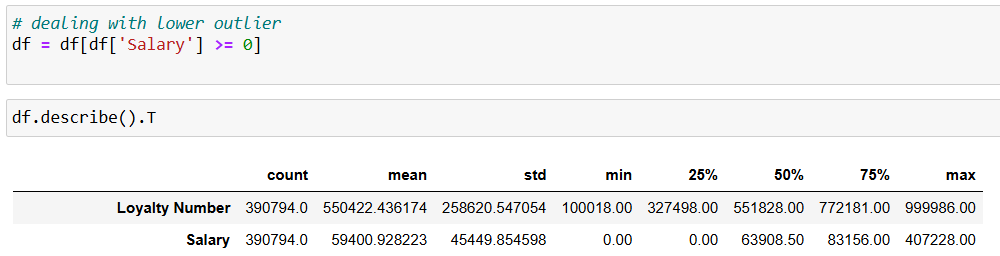 # dealing with lower outlier
df = df[df['Salary'] >= 0]
df.describe().T
count mean std min 25% 50% 75% max
Loyalty Number 390794.0 550422.436174 258620.547054 100018.00 327498.00 551828.00 772181.00 999986.00
Salary 390794.0 59400.928223 45449.854598 0.00 0.00 63908.50 83156.00 407228.00